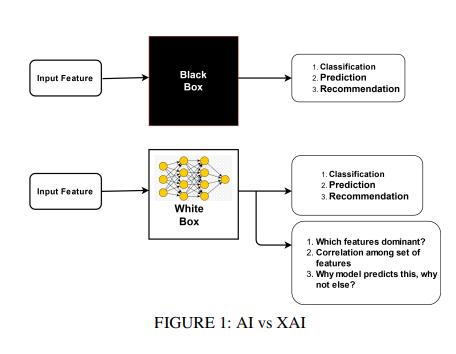 Input Feature
Black
Box
1. Classification
2. Prediction
3. Recommendation
Input Feature
White
Box
1. Classification
2. Prediction
3. Recommendation
1. Which features dominant?
2. Correlation among set of
features
3. Why model predicts this, why
not else?
FIGURE 1: AI vs XAI